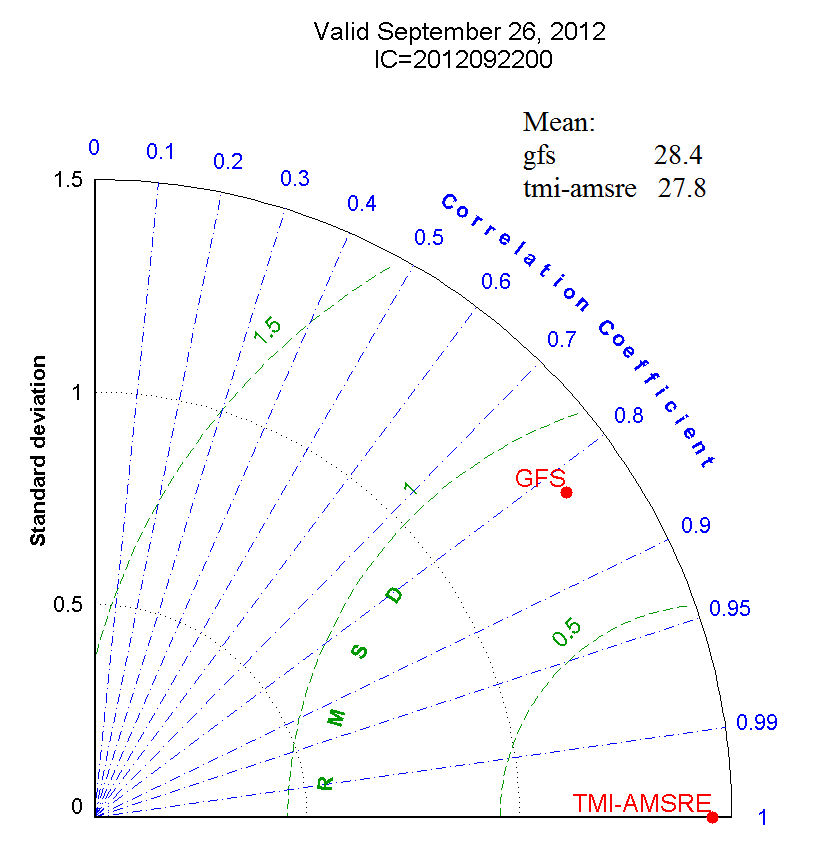 Valid September 26, 2012
IC=2012092200
Mean:
gfs 28.4
tmi-amsre 27.8
0
0.1
0.2
0.3
0.4
0.5
0.6
0.7
0.8
0.9
0.95
0.99
1
Correlation Coefficient
1.5
1
0.5
0
Standard deviation
1.5
1
0.5
RMSD
GFS
TMI-AMSRE